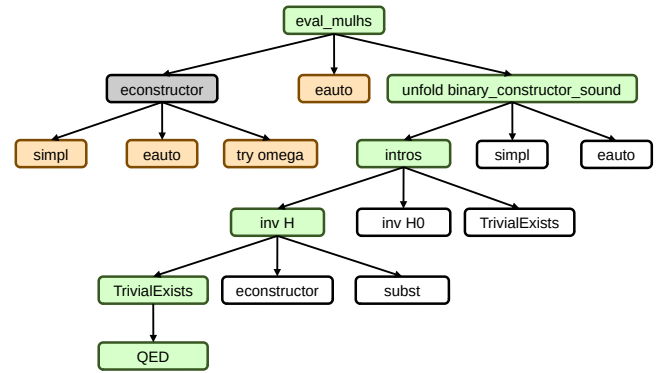 eval_mulhs
econstructor
eauto
unfold binary_constructor_sound
simpl
eauto
try omega
intros
simpl
eauto
inv H
inv H0
TrivialExists
TrivialExists
econstructor
subst
QED